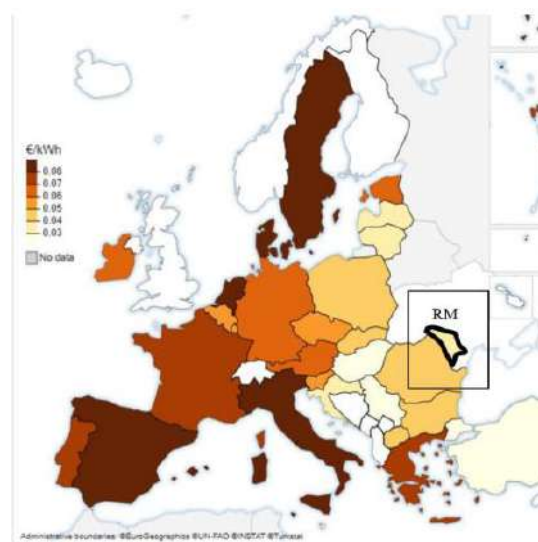 €/kWh
0.08
0.07
0.06
0.05
0.04
0.03
No data
RM
Administrative boundaries: ©EuroGeographics ©UN-FAO ©INSTAT ©Turkstat